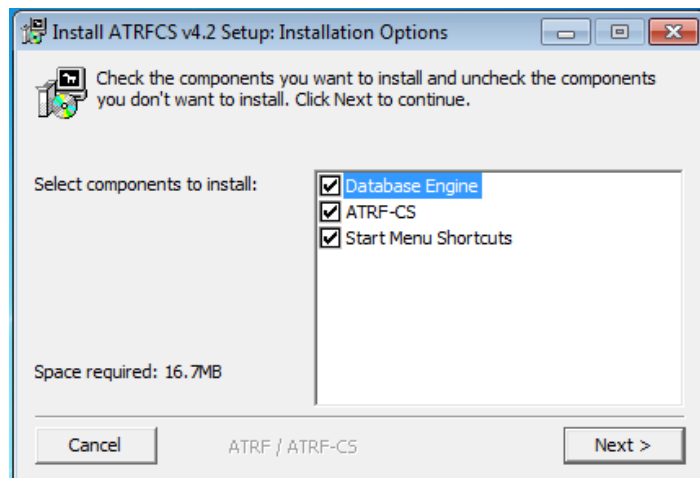 Install ATRFCS v4.2 Setup: Installation Options
Check the components you want to install and uncheck the components
you don't want to install. Click Next to continue.
Select components to install:
Database Engine
ATRF-CS
Start Menu Shortcuts
Space required: 16.7MB
Cancel
ATRF / ATRF-CS
Next >